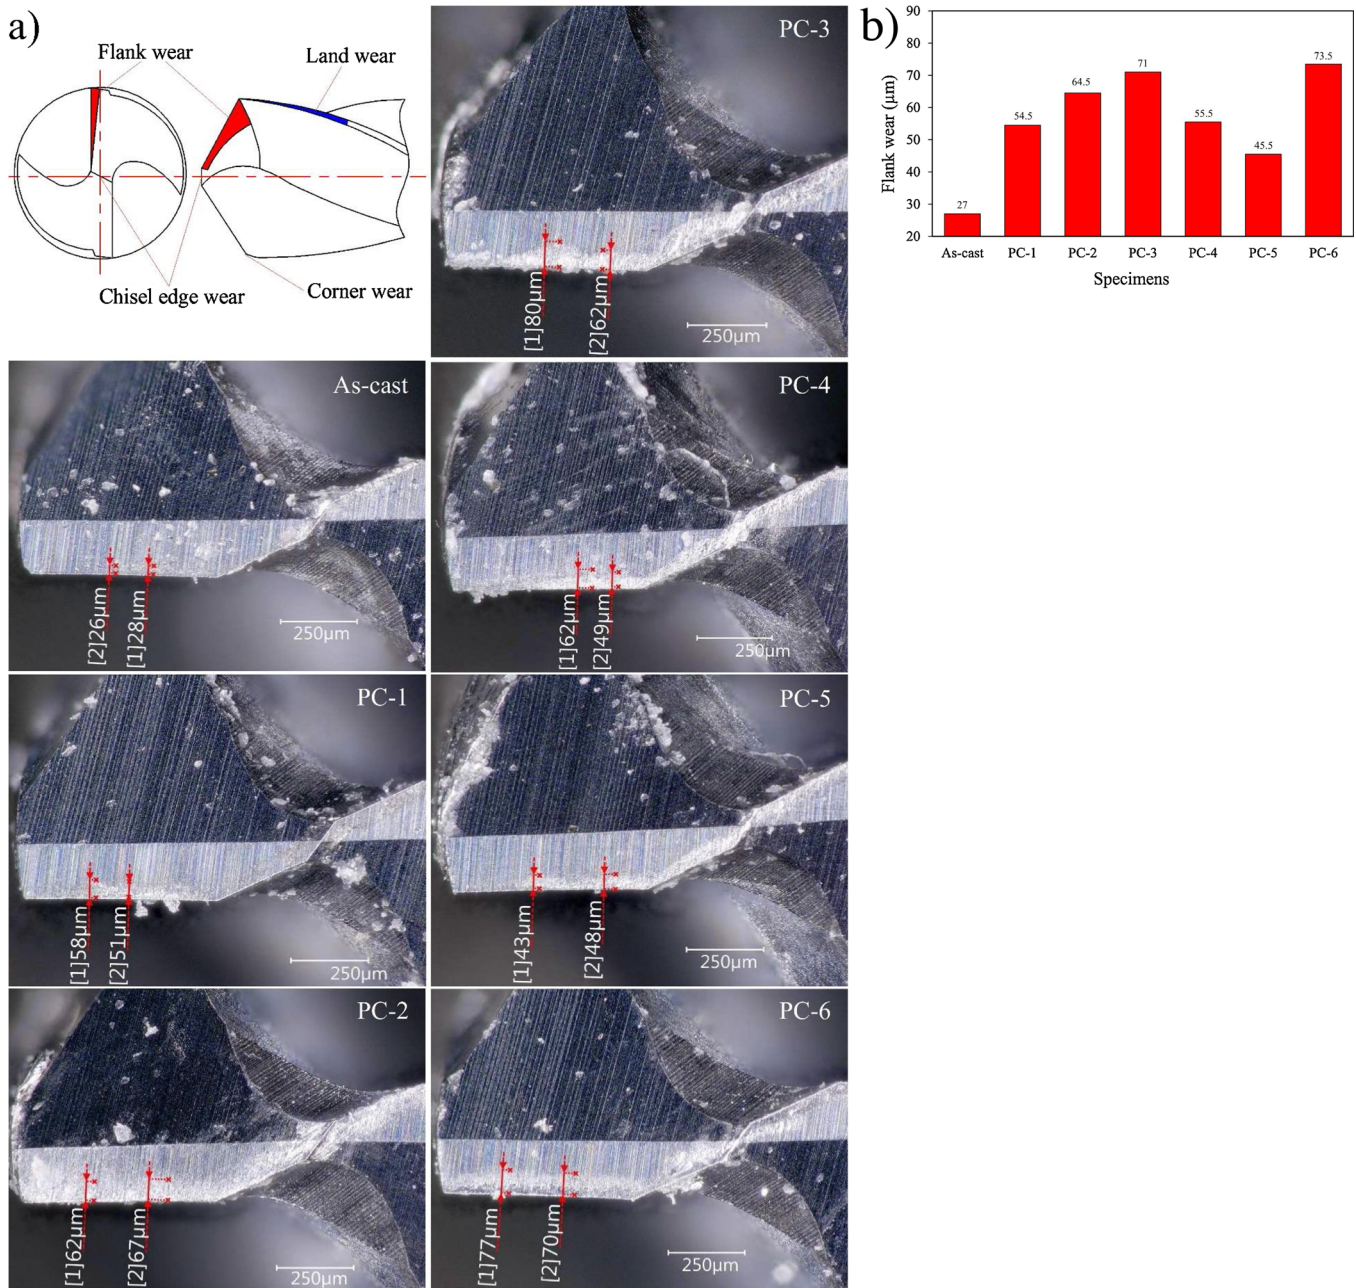 a)
Flank wear
Land wear
Chisel edge wear
Corner wear
PC-3
[1]80μm
[2]62μm
250μm
b)
90
80
70
60
50
40
30
20
Flank wear (μm)
27
54.5
64.5
71
55.5
45.5
73.5
As-cast
PC-1
PC-2
PC-3
PC-4
PC-5
PC-6
Specimens
As-cast
[2]26μm
[1]28μm
250μm
PC-4
[1]62μm
[2]49μm
250μm
PC-1
[1]58μm
[2]51μm
250μm
PC-5
[1]43μm
[2]48μm
250μm
PC-2
[1]62μm
[2]67μm
250μm
PC-6
[1]77μm
[2]70μm
250μm